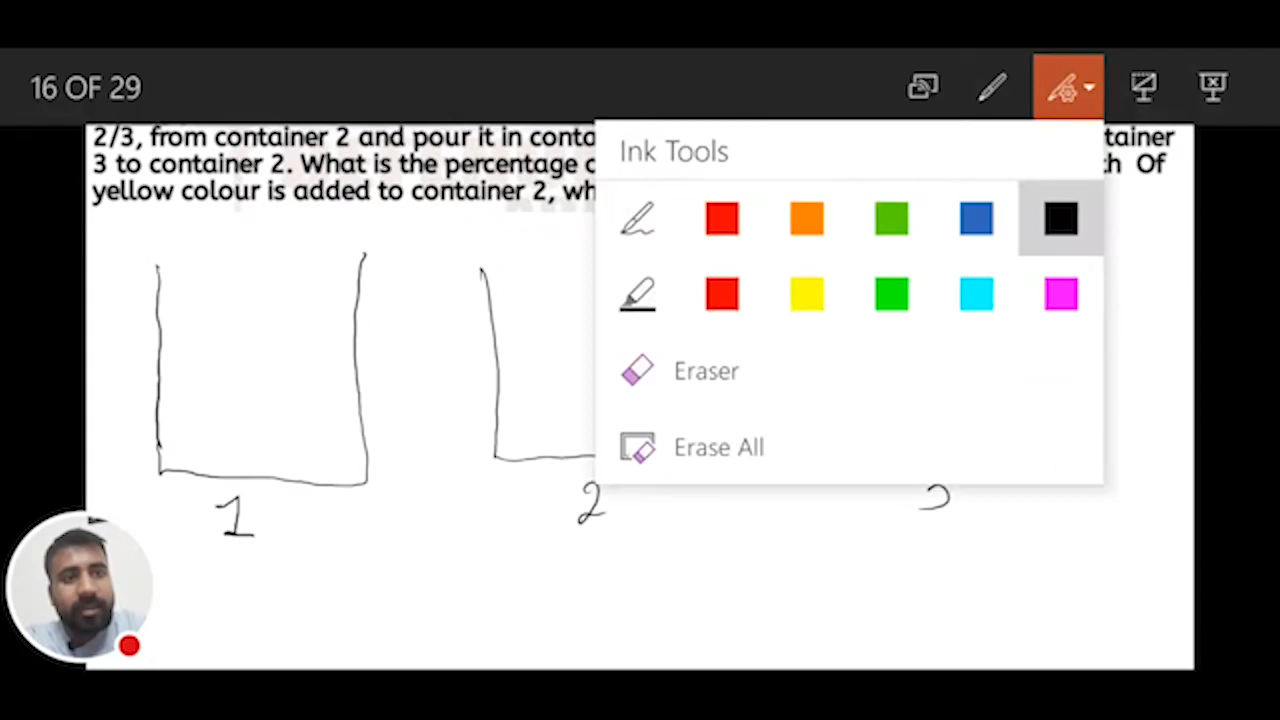 16 OF 29
2/3, from container 2 and pour it in conta tainer
3 to container 2. What is the percentage o ch Of
yellow colour is added to container 2, wh
Ink Tools
Eraser
Erase All
1
2